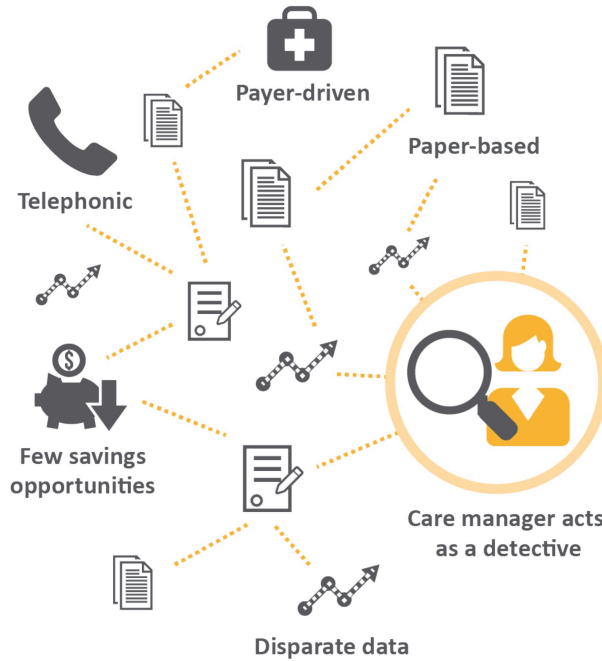 Payer-driven
Paper-based
Telephonic
$
Few savings
opportunities
Care manager acts
as a detective
Disparate data